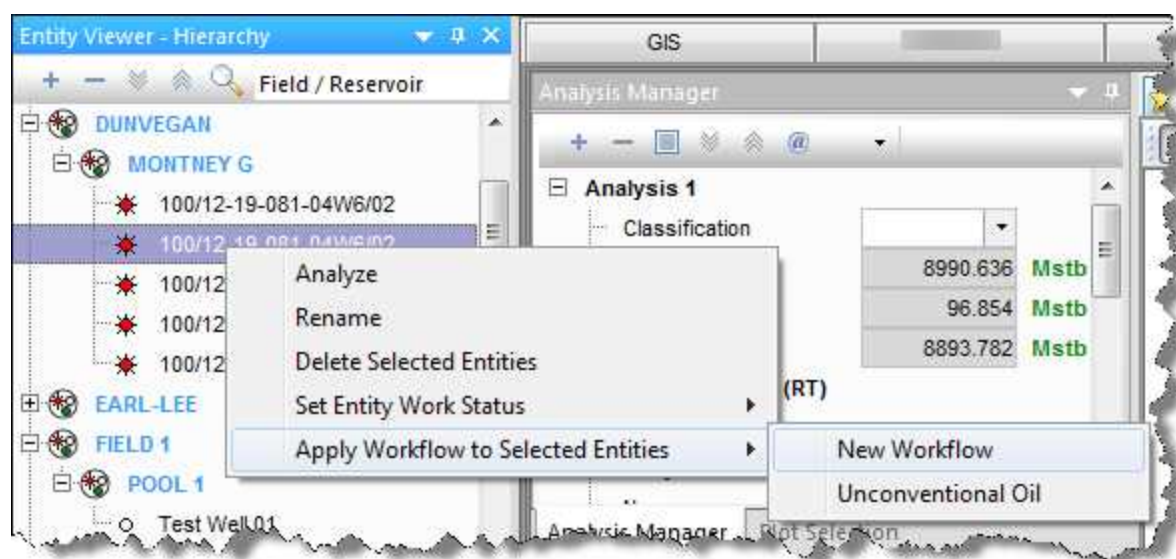 Entity Viewer - Hierarchy
Field / Reservoir
DUNVEGAN
MONTNEY G
100/12-19-081-04W6/02
100/12-19-081-04W6/02
100/12
100/12
100/12
EARL-LEE
FIELD 1
POOL 1
Test Well 01
Analyze
Rename
Delete Selected Entities
Set Entity Work Status
Apply Workflow to Selected Entities
New Workflow
Unconventional Oil
GIS
Analysis Manager
@
Analysis 1
Classification
8990.636 Mstb
96.854 Mstb
8893.782 Mstb
(RT)
Analysis Manager
Plot Selection